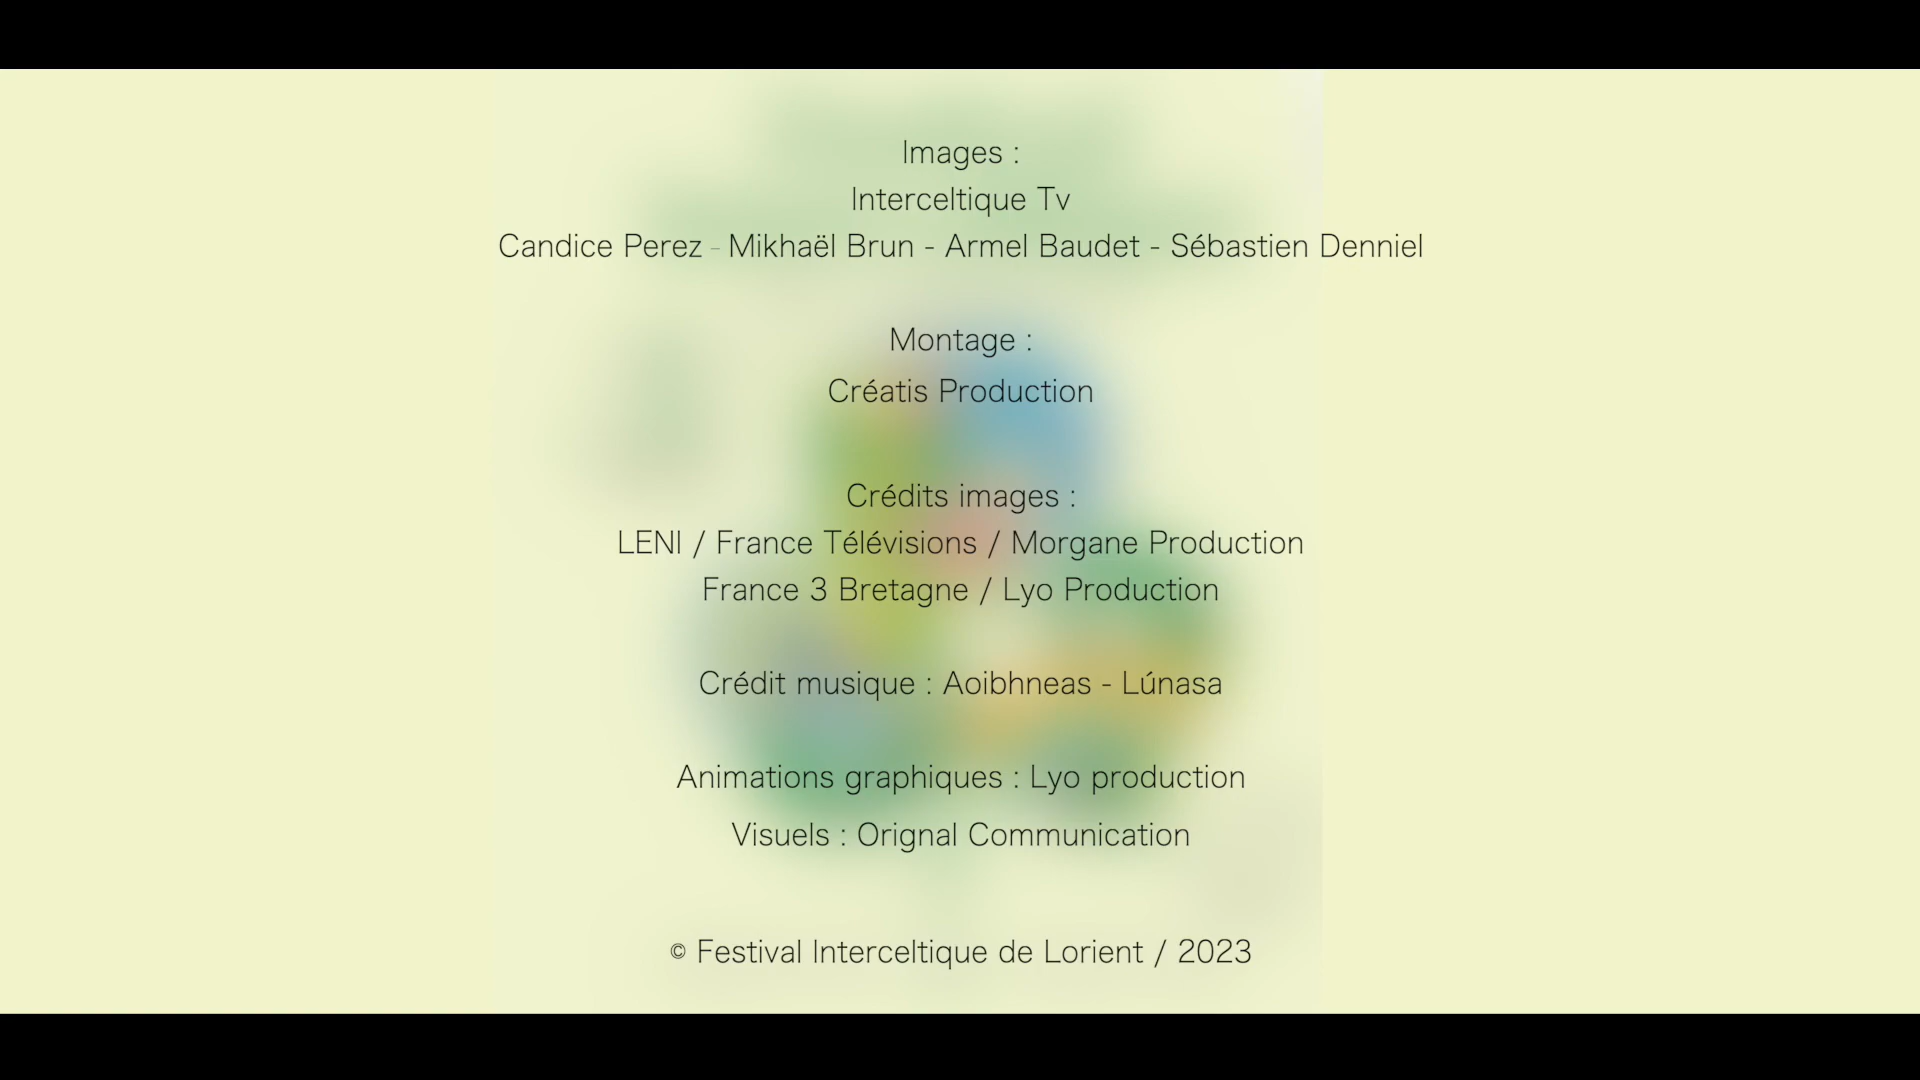 Images :
Interceltique Tv
Candice Perez - Mikhaël Brun - Armel Baudet - Sébastien Denniel
Montage :
Créatis Production
Crédits images :
LENI / France Télévisions / Morgane Production
France 3 Bretagne / Lyo Production
Crédit musique : Aoibhneas - Lúnasa
Animations graphiques : Lyo production
Visuels : Orignal Communication
© Festival Interceltique de Lorient / 2023